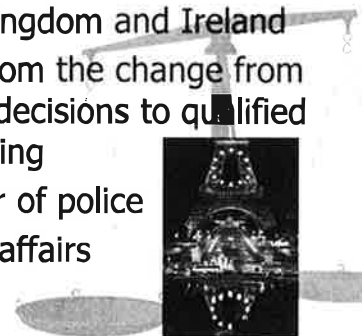 ngdom and Ireland
om the change from
decisions to qualified
ing
r of police
affairs